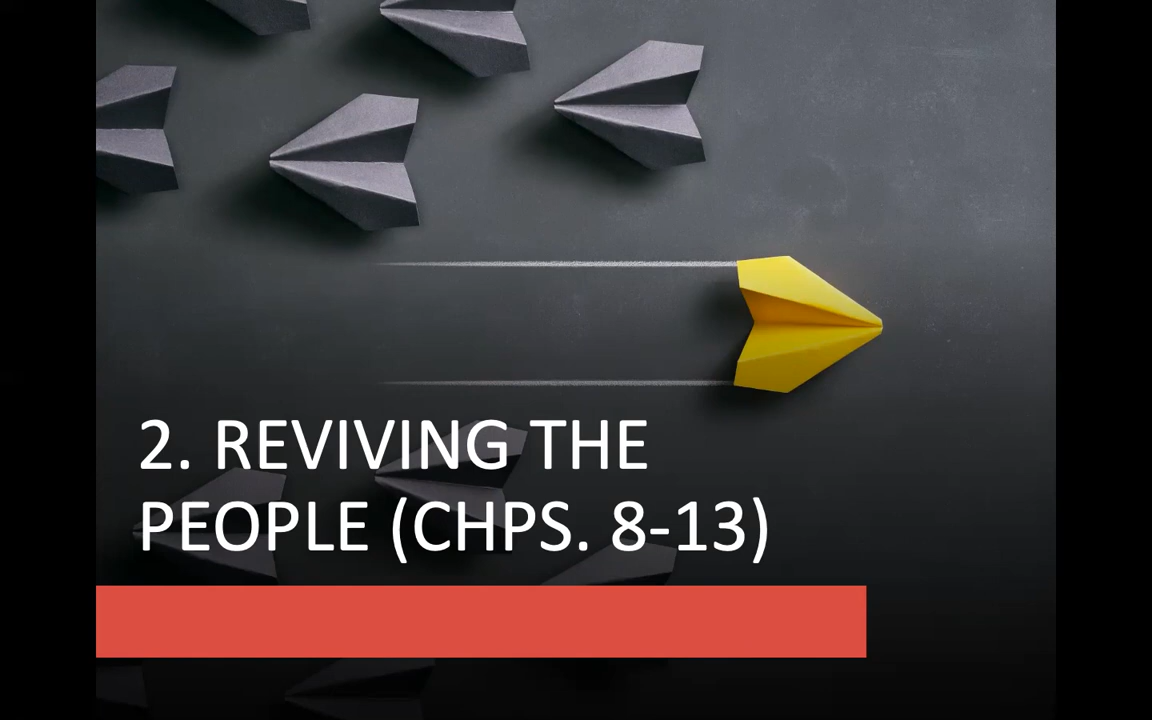 2. REVIVING THE
PEOPLE (CHPS. 8-13)